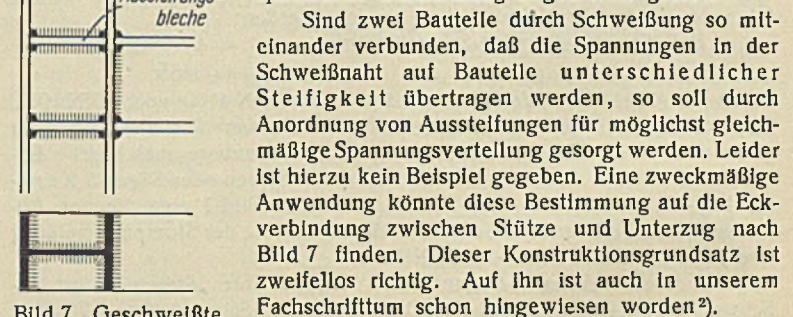 bleche
Sind zwei Bauteile durch Schweißung so mit-
einander verbunden, daß die Spannungen in der
Schweißnaht auf Bauteile unterschiedlicher
Steifigkeit übertragen werden, so soll durch
Anordnung von Aussteifungen für möglichst gleich-
mäßige Spannungsverteilung gesorgt werden. Leider
ist hierzu kein Beispiel gegeben. Eine zweckmäßige
Anwendung könnte diese Bestimmung auf die Eck-
verbindung zwischen Stütze und Unterzug nach
Bild 7 finden. Dieser Konstruktionsgrundsatz ist
zweifellos richtig. Auf ihn ist auch in unserem
Fachschrifttum schon hingewiesen worden²).
Bild 7. Geschweißte